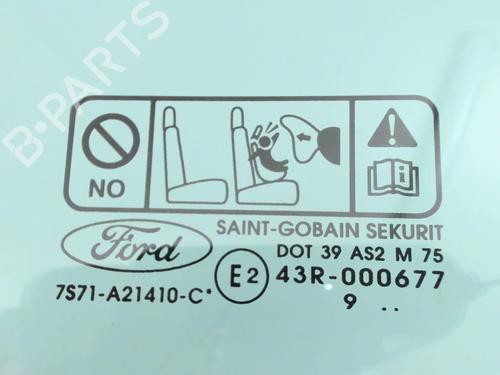 B-PARTS
NO
Ford
SAINT-GOBAIN SEKURIT
DOT 39 AS2 M 75
7S71-A21410-C•
E2
43R-000677
9 ..